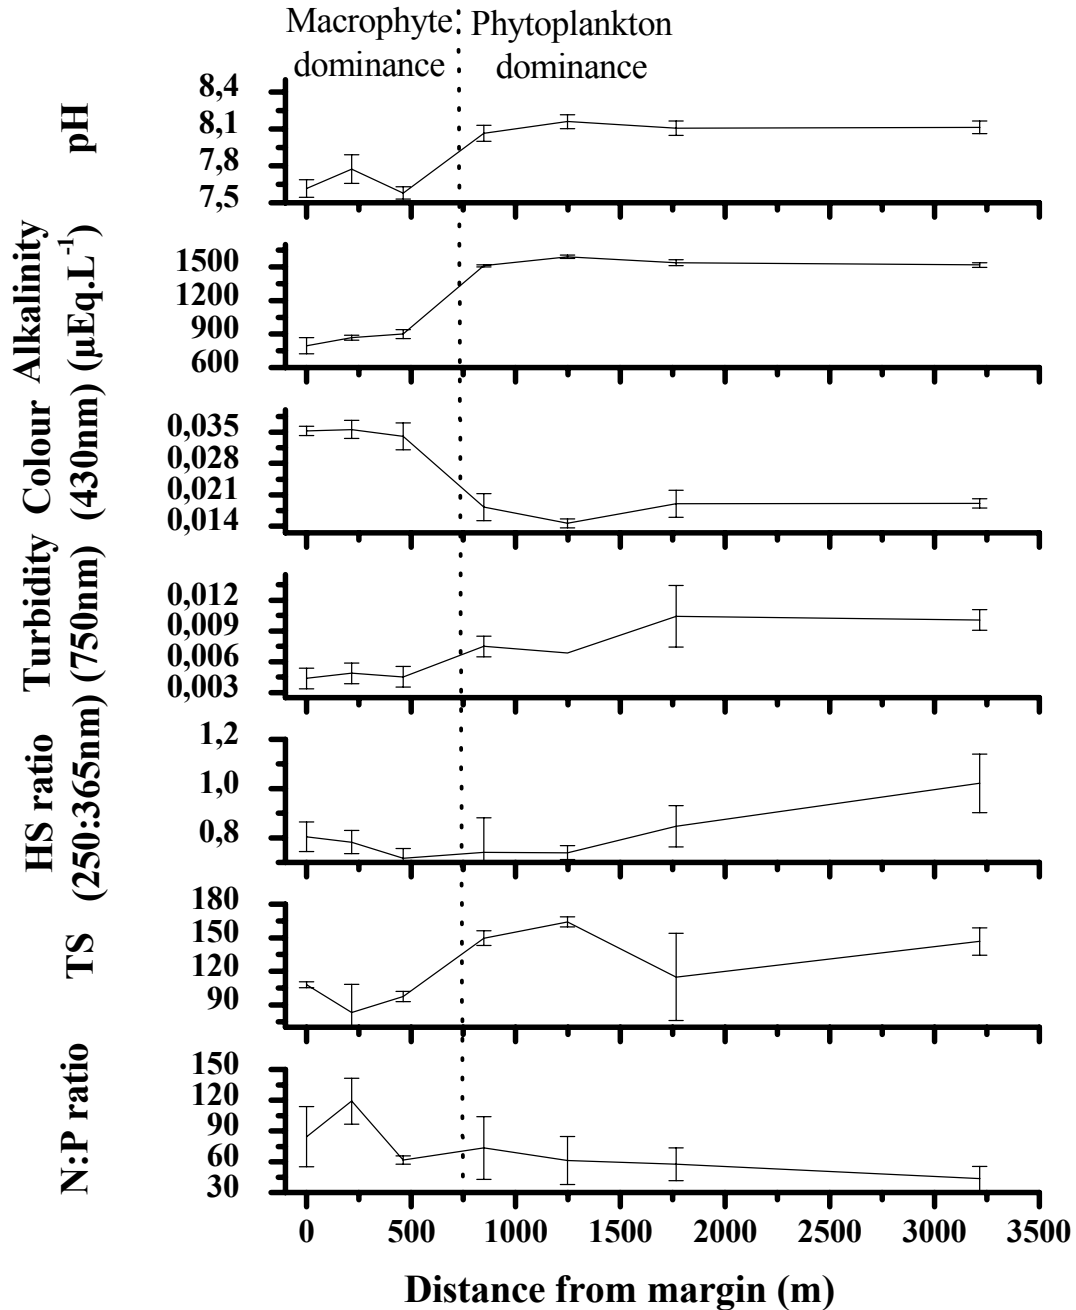 Macrophyte Phytoplankton
dominance dominance
pH
8,4
8,1
7,8
7,5
Alkalinity
(µEq.L-1)
1500
1200
900
600
Colour
(430nm)
0,035
0,028
0,021
0,014
Turbidity
(750nm)
0,012
0,009
0,006
0,003
HS ratio
(250:365nm)
1,2
1,0
0,8
TS
180
150
120
90
N:P ratio
150
120
90
60
30
0 500 1000 1500 2000 2500 3000 3500
Distance from margin (m)